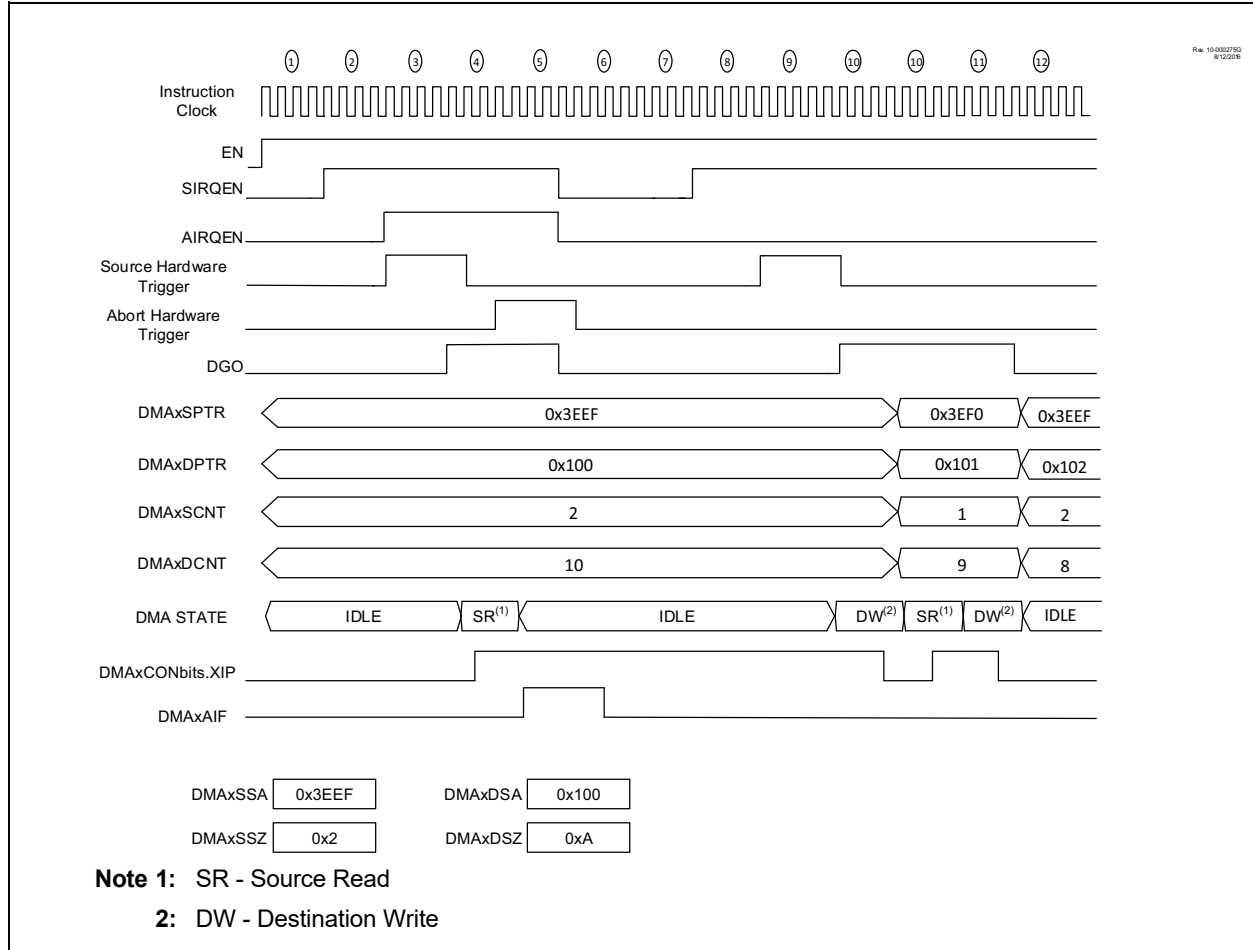 Rev. 10-000275G
8/12/2016
1 2 3 4 5 6 7 8 9 10 10 11 12
Instruction
Clock
EN
SIRQEN
AIRQEN
Source Hardware
Trigger
Abort Hardware
Trigger
DGO
DMAxSPTR 0x3EEF 0x3EF0 0x3EEF
DMAxDPTR 0x100 0x101 0x102
DMAxSCNT 2 1 2
DMAxDCNT 10 9 8
DMA STATE IDLE SR(1) IDLE DW(2) SR(1) DW(2) IDLE
DMAxCONbits.XIP
DMAxAIF
DMAxSSA 0x3EEF DMAxDSA 0x100
DMAxSSZ 0x2 DMAxDSZ 0xA
Note 1: SR - Source Read
2: DW - Destination Write